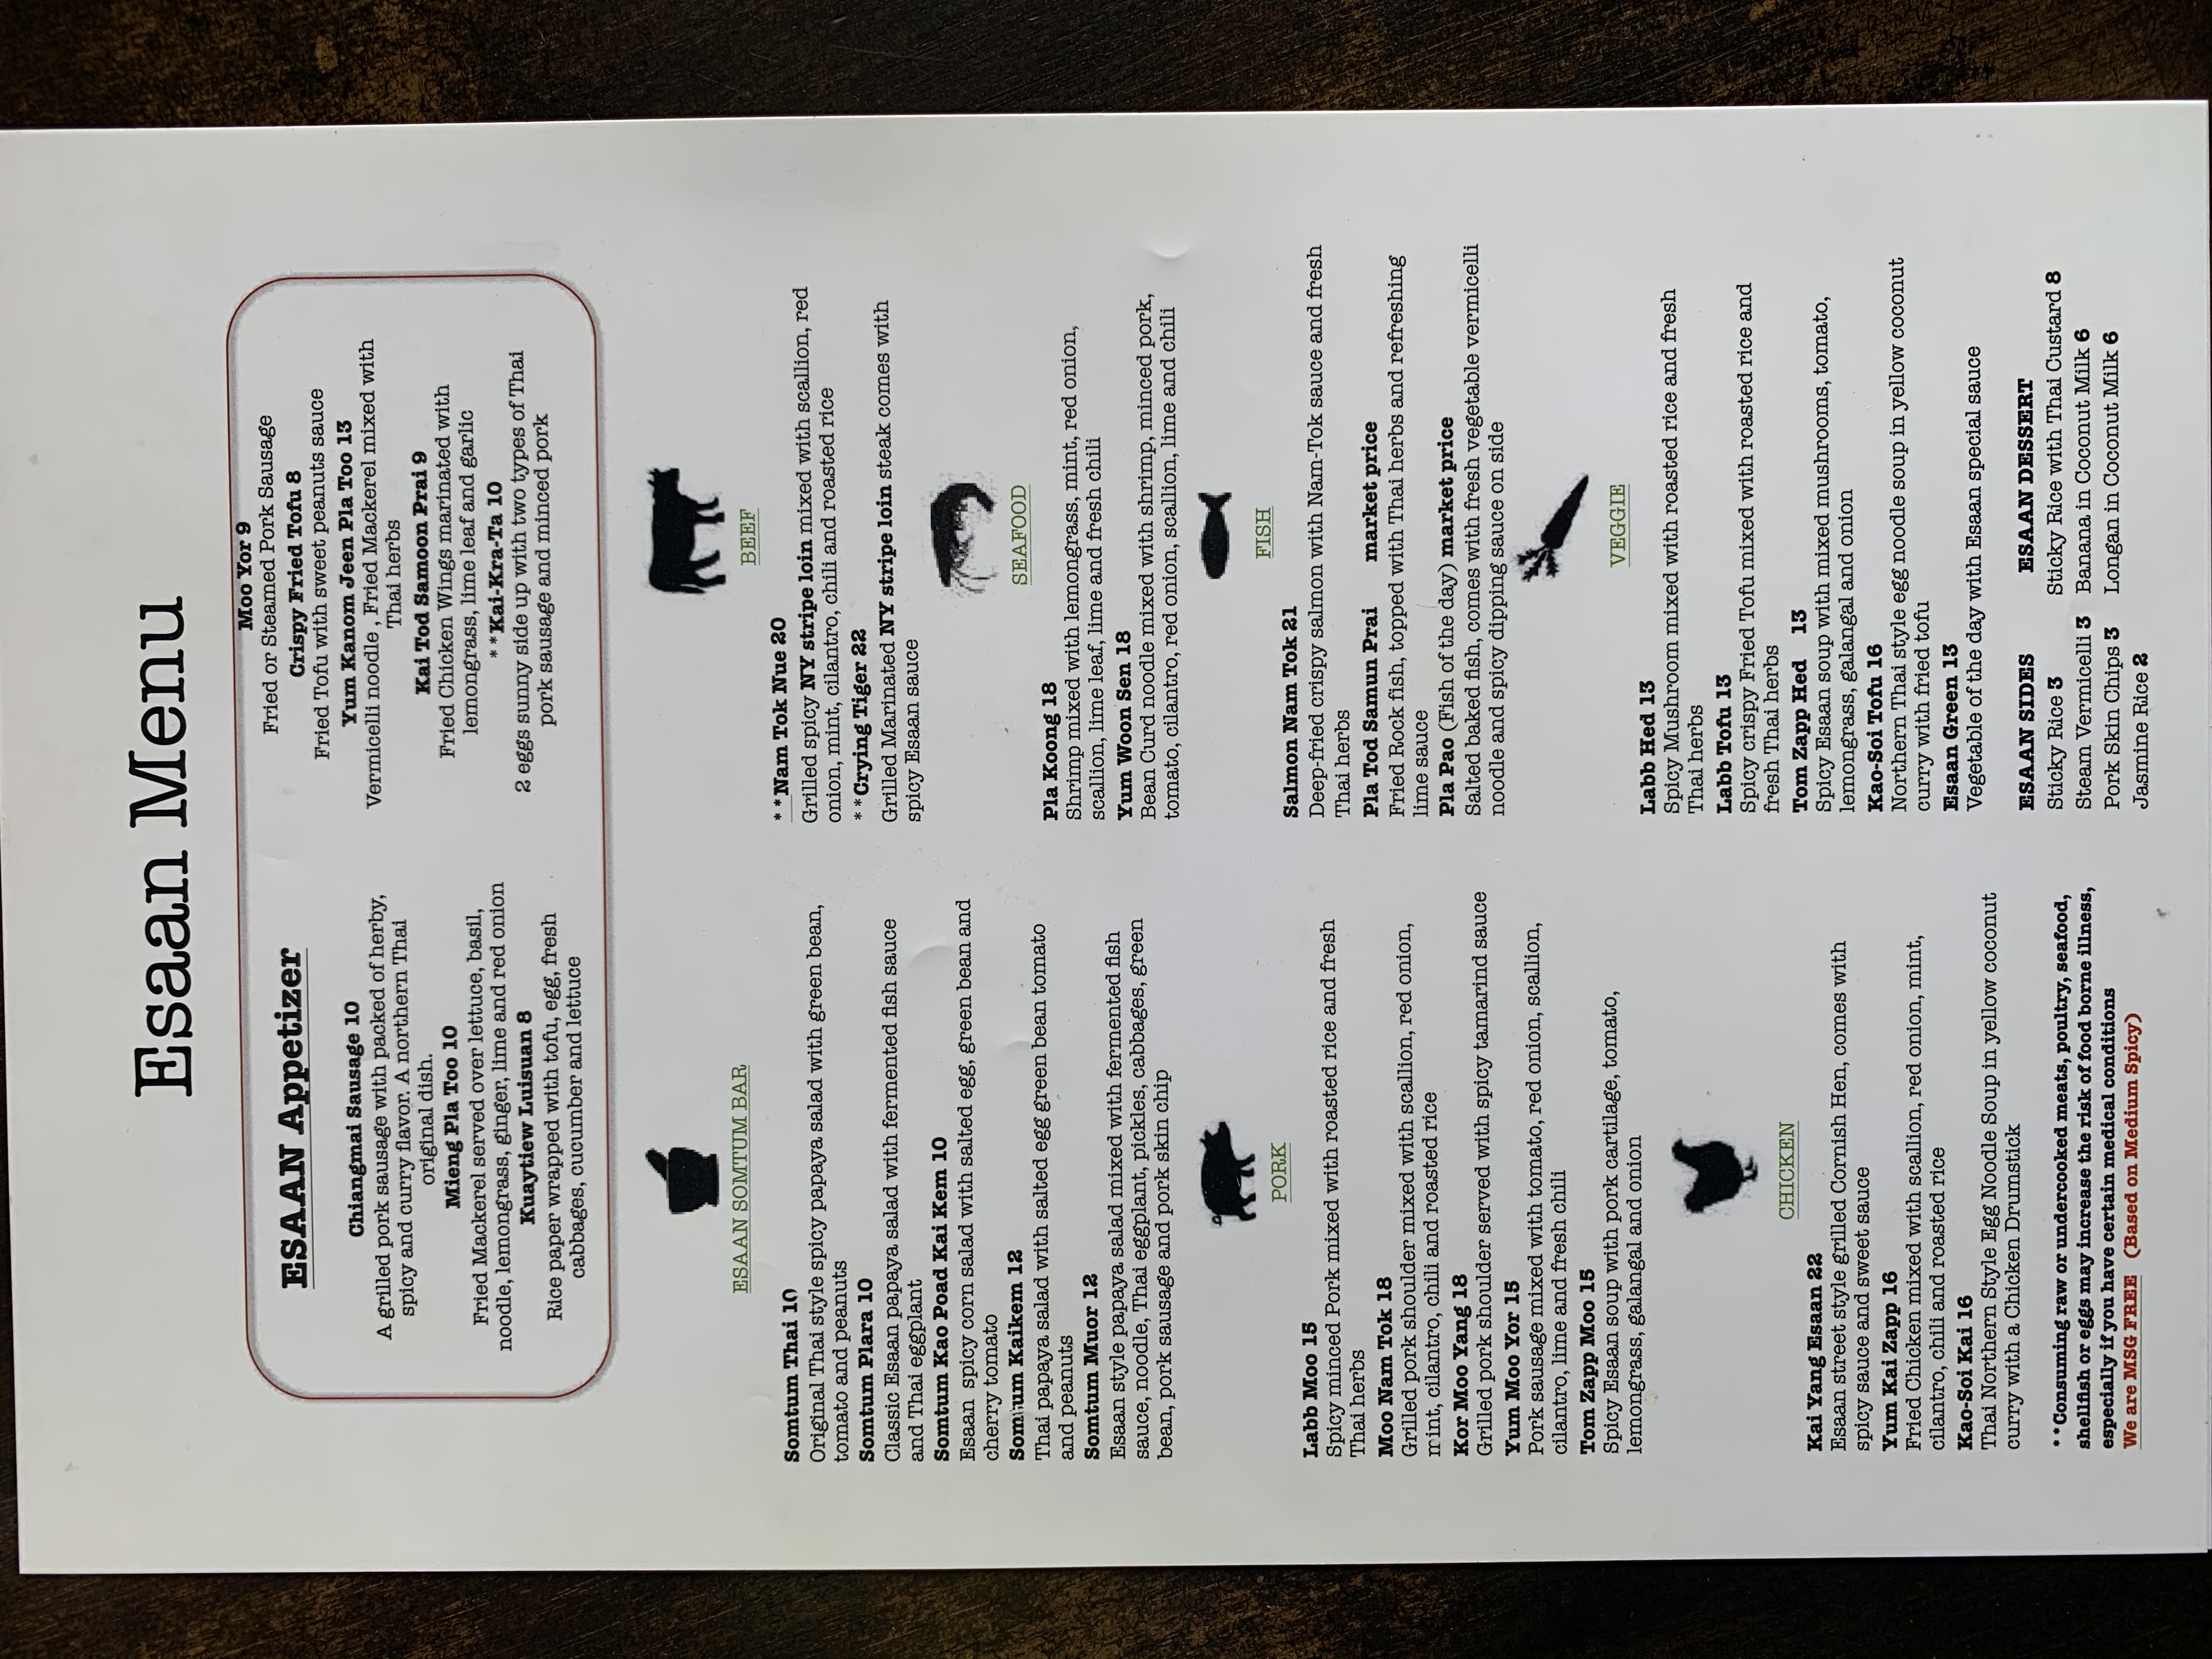 Esaan Menu
ESAAN Appetizer
Chiangmai Sausage 10
A grilled pork sausage with packed of herby,
spicy and curry flavor. A northern Thai
original dish.
Mieng Pla Too 10
Fried Mackerel served over lettuce, basil,
noodle, lemongrass, ginger, lime and red onion
Kuaytiew Luisuan 8
Rice paper wrapped with tofu, egg, fresh
cabbages, cucumber and lettuce
Moo Yor 9
Fried or Steamed Pork Sausage
Crispy Fried Tofu 8
Fried Tofu with sweet peanuts sauce
Yum Kanom Jeen Pla Too 13
Vermicelli noodle , Fried Mackerel mixed with
Thai herbs
Kai Tod Samoon Prai 9
Fried Chicken Wings marinated with
lemongrass, lime leaf and garlic
**Kai-Kra-Ta 10
2 eggs sunny side up with two types of Thai
pork sausage and minced pork
ESAAN SOMTUM BAR
Somtum Thai 10
Original Thai style spicy papaya salad with green bean,
tomato and peanuts
Somtum Plara 10
Classic Esaan papaya salad with fermented fish sauce
and Thai eggplant
Somtum Kao Poad Kai Kem 10
Esaan spicy corn salad with salted egg, green bean and
cherry tomato
Somtum Kaikem 12
Thai papaya salad with salted egg green bean tomato
and peanuts
Somtum Muor 12
Esaan style papaya salad mixed with fermented fish
sauce, noodle, Thai eggplant, pickles, cabbages, green
bean, pork sausage and pork skin chip
PORK
Labb Moo 15
Spicy minced Pork mixed with roasted rice and fresh
Thai herbs
Moo Nam Tok 18
Grilled pork shoulder mixed with scallion, red onion,
mint, cilantro, chili and roasted rice
Kor Moo Yang 18
Grilled pork shoulder served with spicy tamarind sauce
Yum Moo Yor 15
Pork sausage mixed with tomato, red onion, scallion,
cilantro, lime and fresh chili
Tom Zapp Moo 15
Spicy Esaan soup with pork cartilage, tomato,
lemongrass, galangal and onion
CHICKEN
Kai Yang Esaan 22
Esaan street style grilled Cornish Hen, comes with
spicy sauce and sweet sauce
Yum Kai Zapp 16
Fried Chicken mixed with scallion, red onion, mint,
cilantro, chili and roasted rice
Kao-Soi Kai 16
Thai Northern Style Egg Noodle Soup in yellow coconut
curry with a Chicken Drumstick
**Consuming raw or undercooked meats, poultry, seafood,
shellfish or eggs may increase the risk of food borne illness,
especially if you have certain medical conditions
We are MSG FREE (Based on Medium Spicy)
BEEF
**Nam Tok Nue 20
Grilled spicy NY stripe loin mixed with scallion, red
onion, mint, cilantro, chili and roasted rice
**Crying Tiger 22
Grilled Marinated NY stripe loin steak comes with
spicy Esaan sauce
SEAFOOD
Pla Koong 18
Shrimp mixed with lemongrass, mint, red onion,
scallion, lime leaf, lime and fresh chili
Yum Woon Sen 18
Bean Curd noodle mixed with shrimp, minced pork,
tomato, cilantro, red onion, scallion, lime and chili
FISH
Salmon Nam Tok 21
Deep-fried crispy salmon with Nam-Tok sauce and fresh
Thai herbs
Pla Tod Samun Prai market price
Fried Rock fish, topped with Thai herbs and refreshing
lime sauce
Pla Pao (Fish of the day) market price
Salted baked fish, comes with fresh vegetable vermicelli
noodle and spicy dipping sauce on side
VEGGIE
Labb Hed 13
Spicy Mushroom mixed with roasted rice and fresh
Thai herbs
Labb Tofu 13
Spicy crispy Fried Tofu mixed with roasted rice and
fresh Thai herbs
Tom Zapp Hed 13
Spicy Esaan soup with mixed mushrooms, tomato,
lemongrass, galangal and onion
Kao-Soi Tofu 16
Northern Thai style egg noodle soup in yellow coconut
curry with fried tofu
Esaan Green 13
Vegetable of the day with Esaan special sauce
ESAAN SIDES
Sticky Rice 3
Steam Vermicelli 3
Pork Skin Chips 3
Jasmine Rice 2
ESAAN DESSERT
Sticky Rice with Thai Custard 8
Banana in Coconut Milk 6
Longan in Coconut Milk 6